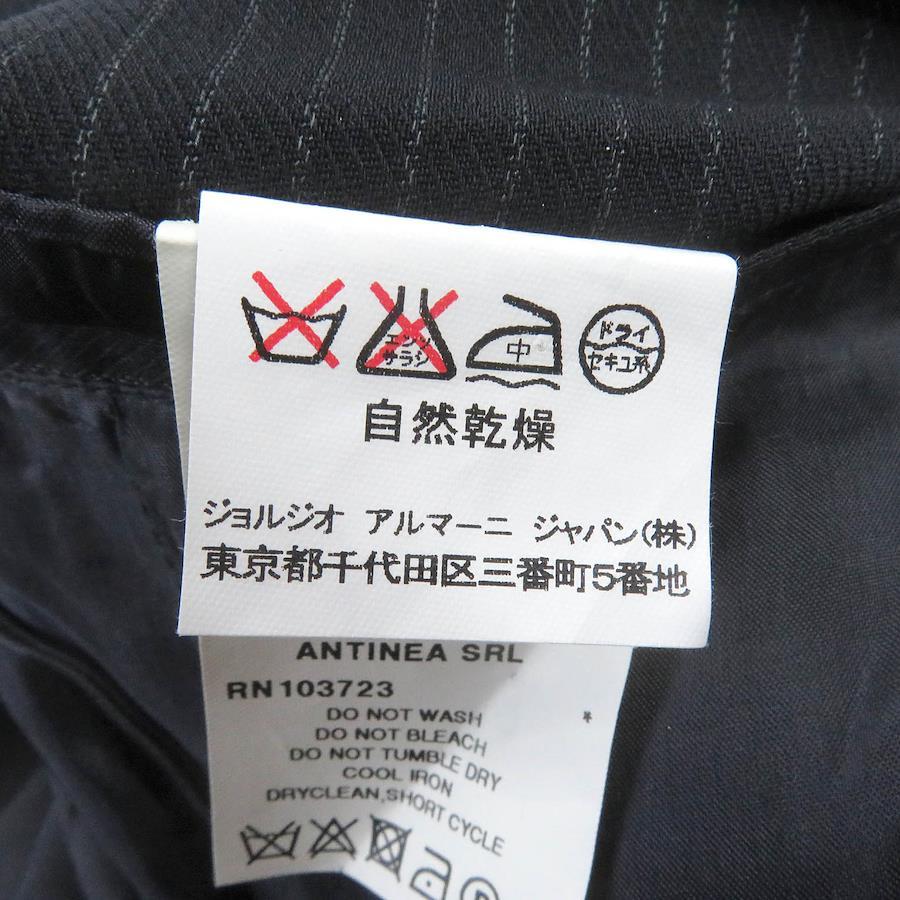 エンソ
サラシ
中
ドライ
セキユ系
自然乾燥
ジョルジオ アルマーニ ジャパン(株)
東京都千代田区三番町5番地
ANTINEA SRL
RN103723
DO NOT WASH
DO NOT BLEACH
DO NOT TUMBLE DRY
COOL IRON
DRYCLEAN,SHORT CYCLE